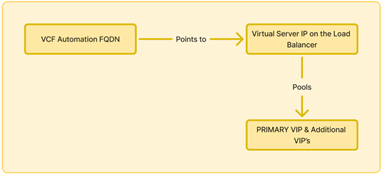 VCF Automation FQDN
Points to
Virtual Server IP on the Load
Balancer
Pools
PRIMARY VIP & Additional
VIP's